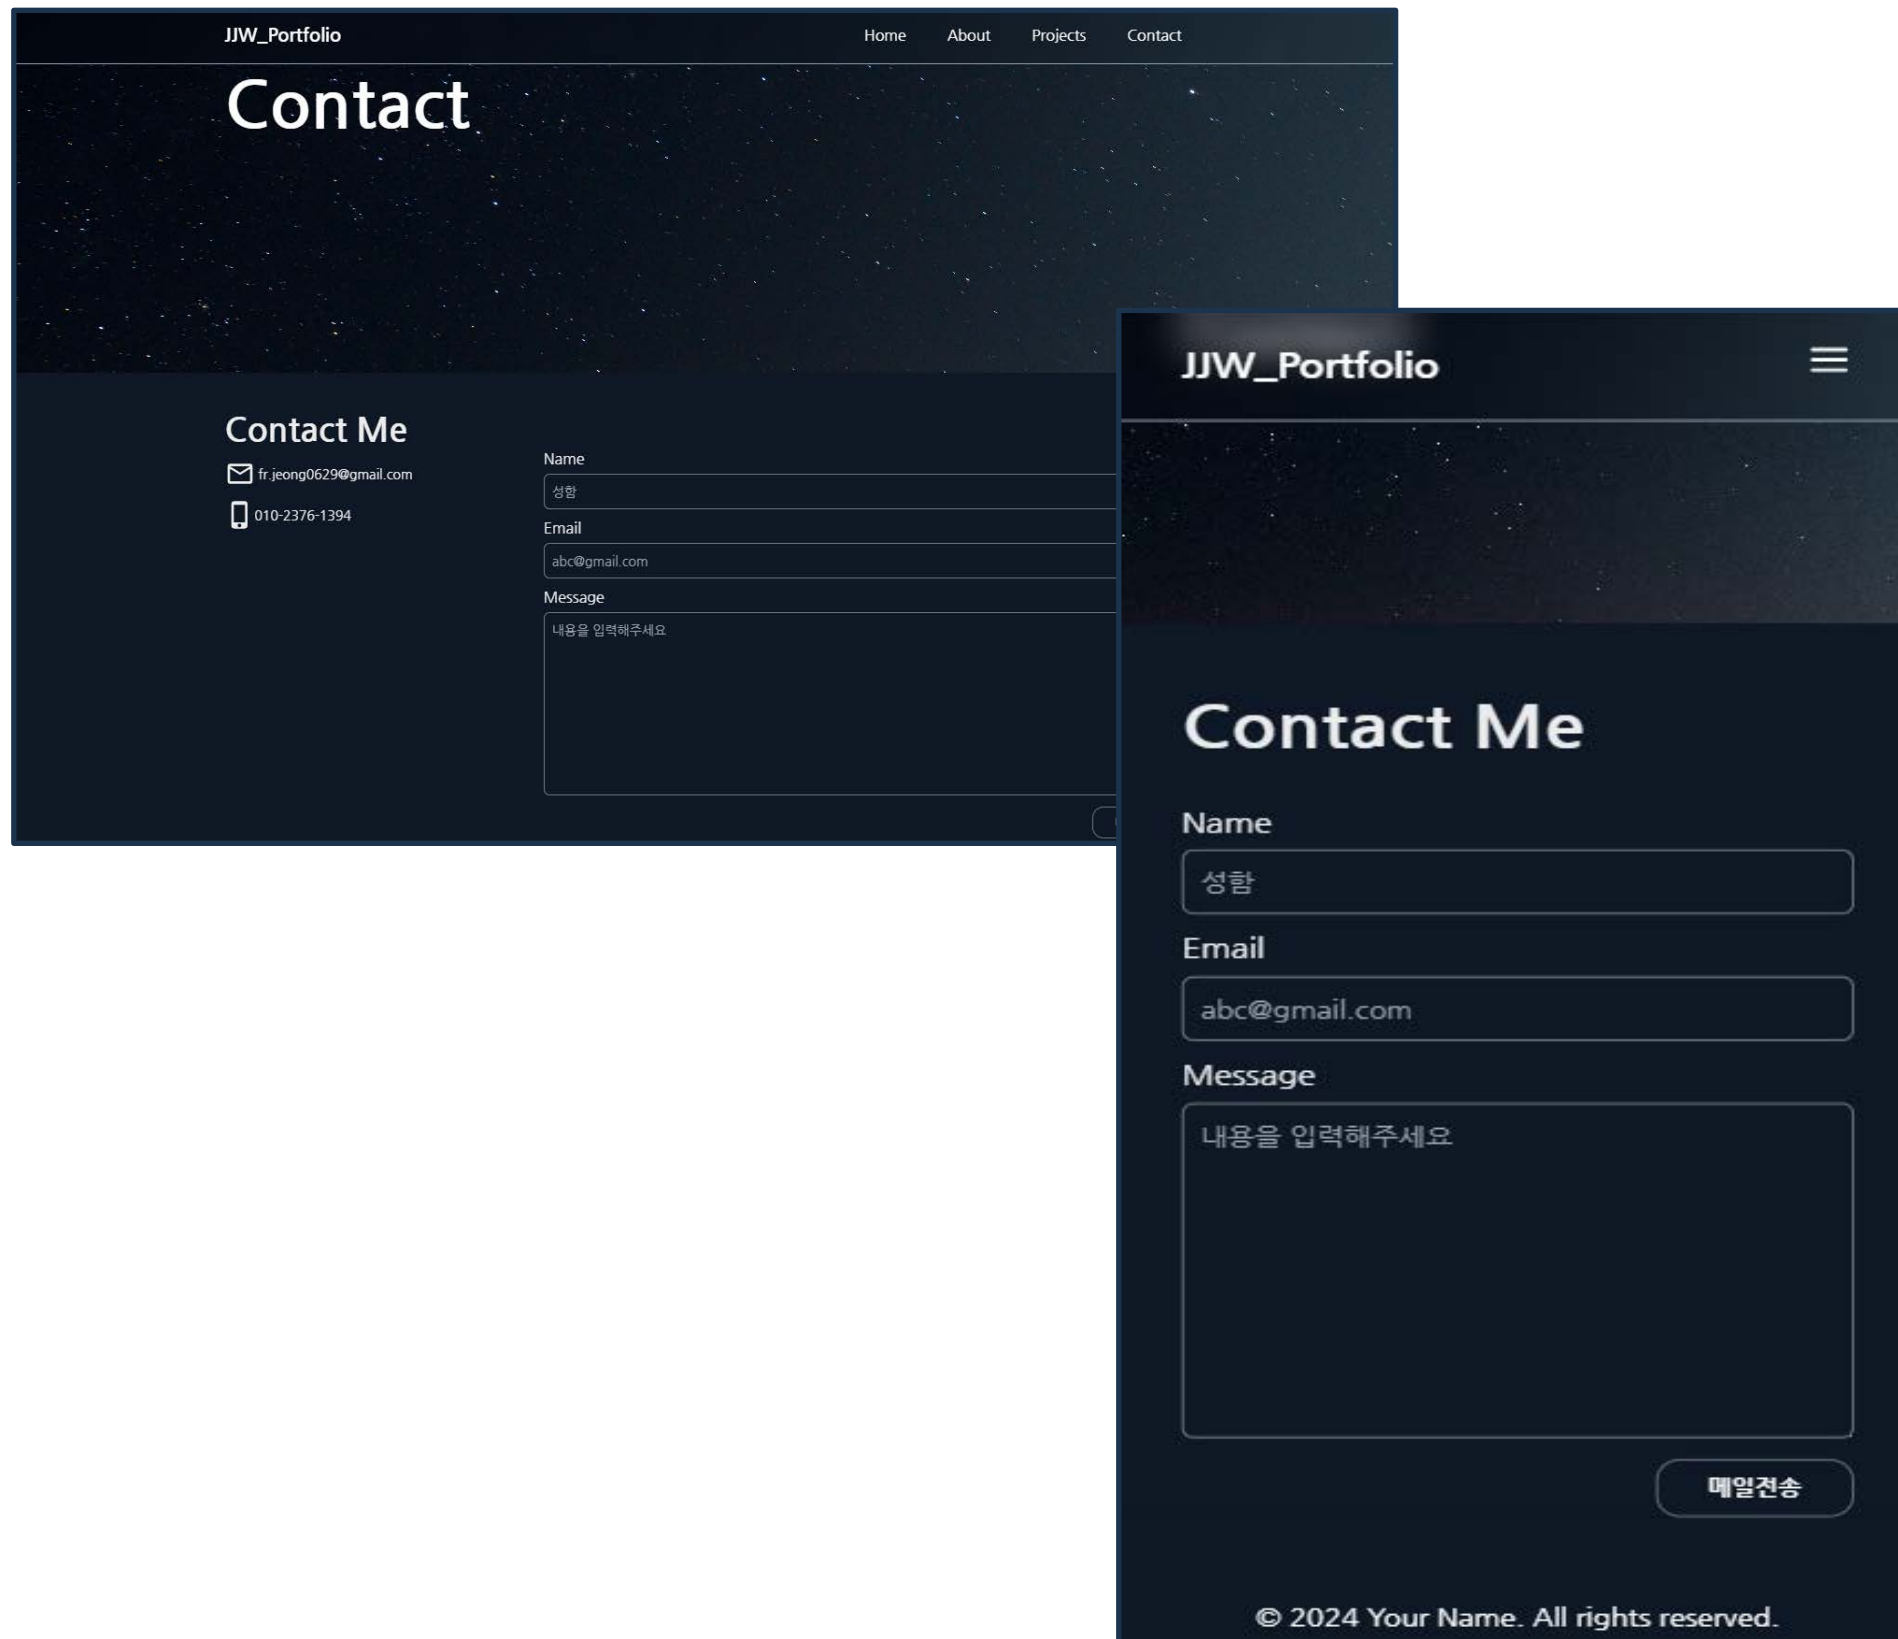 JJW_Portfolio
Home About Projects Contact
Contact
Contact Me
fr.jeong0629@gmail.com
010-2376-1394
Name
성함
Email
abc@gmail.com
Message
내용을 입력해주세요
JJW_Portfolio
Contact Me
Name
성함
Email
abc@gmail.com
Message
내용을 입력해주세요
메일전송
© 2024 Your Name. All rights reserved.